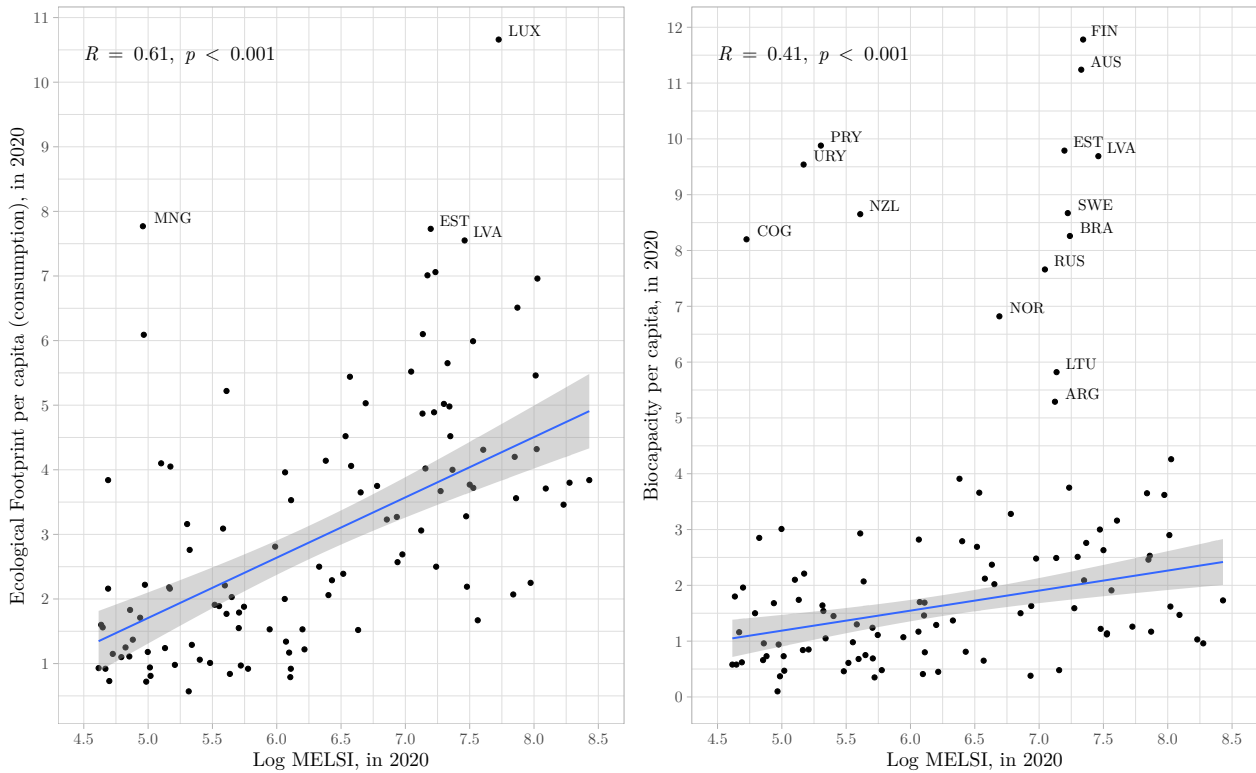 Ecological Footprint per capita (consumption), in 2020
11
10
9
8
7
6
5
4
3
2
1
R = 0.61, p < 0.001
LUX
MNG
EST
LVA
4.5 5.0 5.5 6.0 6.5 7.0 7.5 8.0 8.5
Log MELSI, in 2020
Biocapacity per capita, in 2020
12
11
10
9
8
7
6
5
4
3
2
1
0
R = 0.41, p < 0.001
FIN
AUS
PRY
URY
EST
LVA
NZL
SWE
COG
BRA
RUS
NOR
LTU
ARG
4.5 5.0 5.5 6.0 6.5 7.0 7.5 8.0 8.5
Log MELSI, in 2020